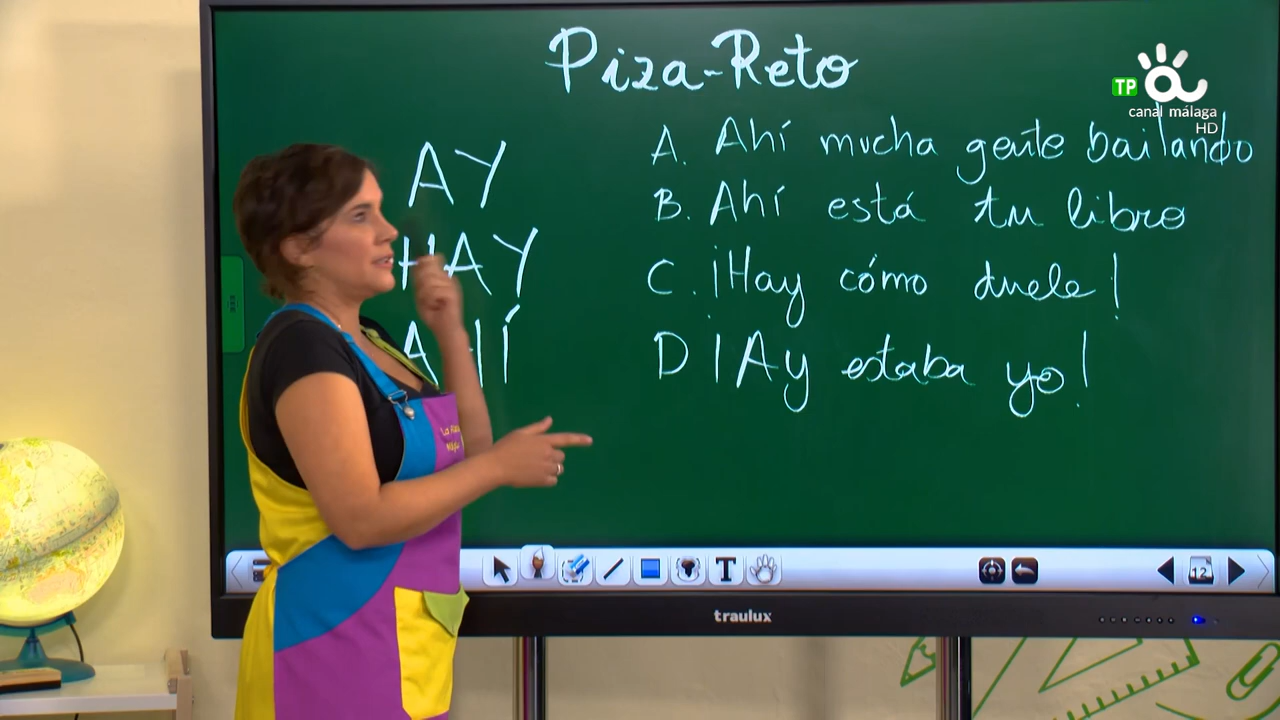 Piza-Reto
TP
canal málaga
HD
AY
HAY
AHÍ
A. Ahí mucha gente bailando
B. Ahí está tu libro
C. ¡Hay cómo duele!
D ¡Ay estaba yo!
T
12
traulux